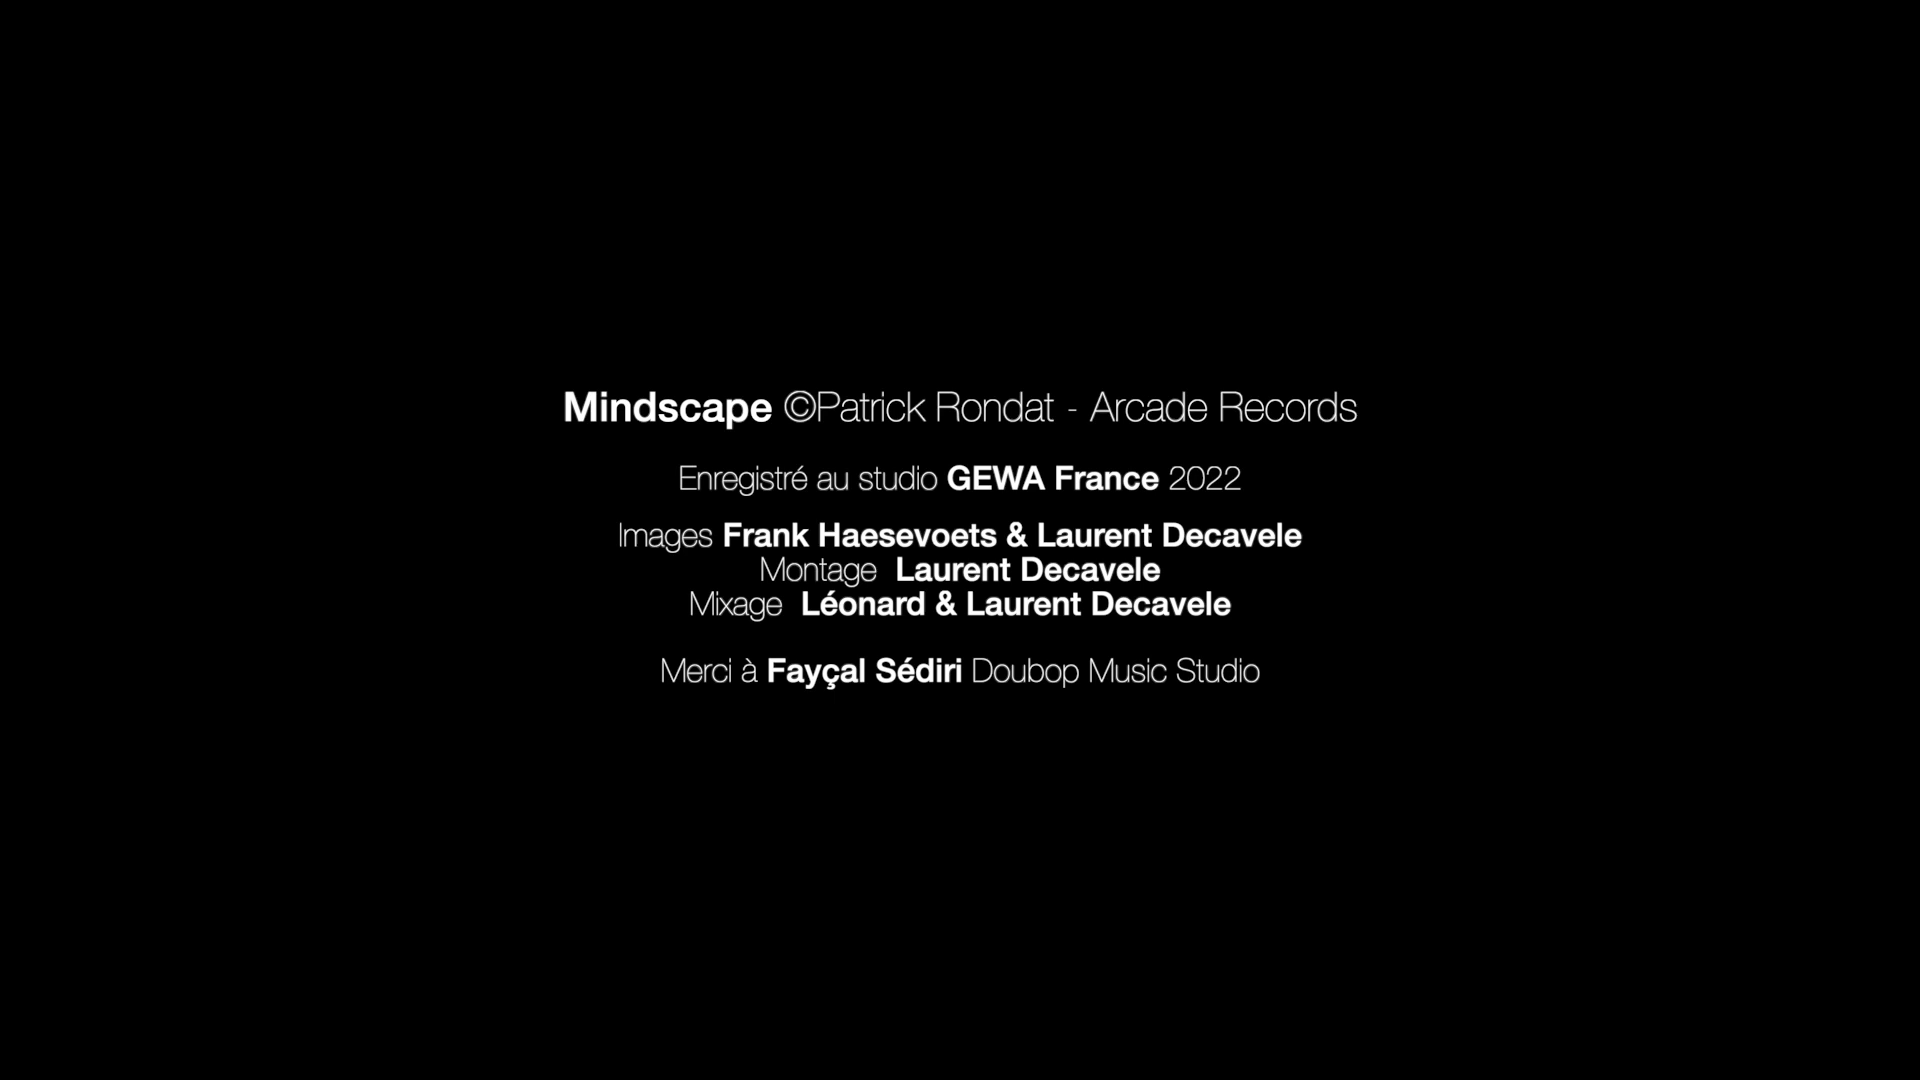 Mindscape ©Patrick Rondat - Arcade Records
Enregistré au studio GEWA France 2022
Images Frank Haesevoets & Laurent Decavele
Montage Laurent Decavele
Mixage Léonard & Laurent Decavele
Merci à Fayçal Sédiri Doubop Music Studio